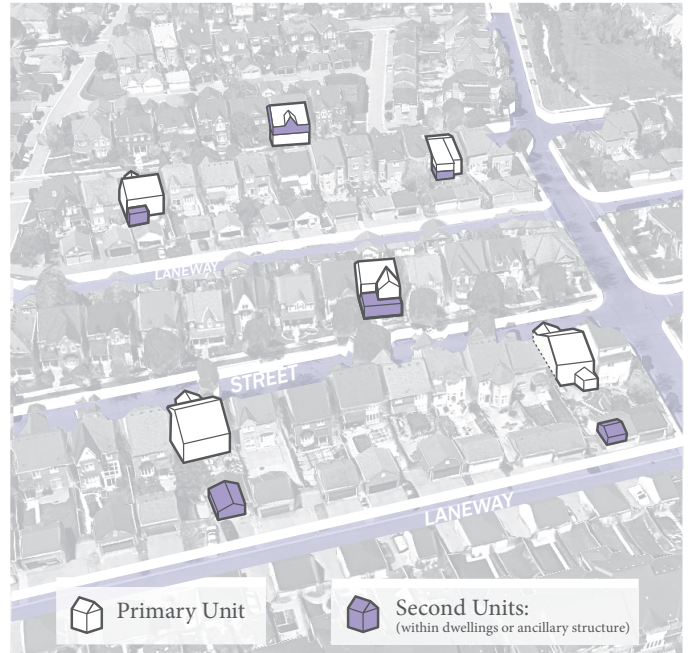 LANEWAY
STREET
LANEWAY
Primary Unit
Second Units:
(within dwellings or ancillary structure)